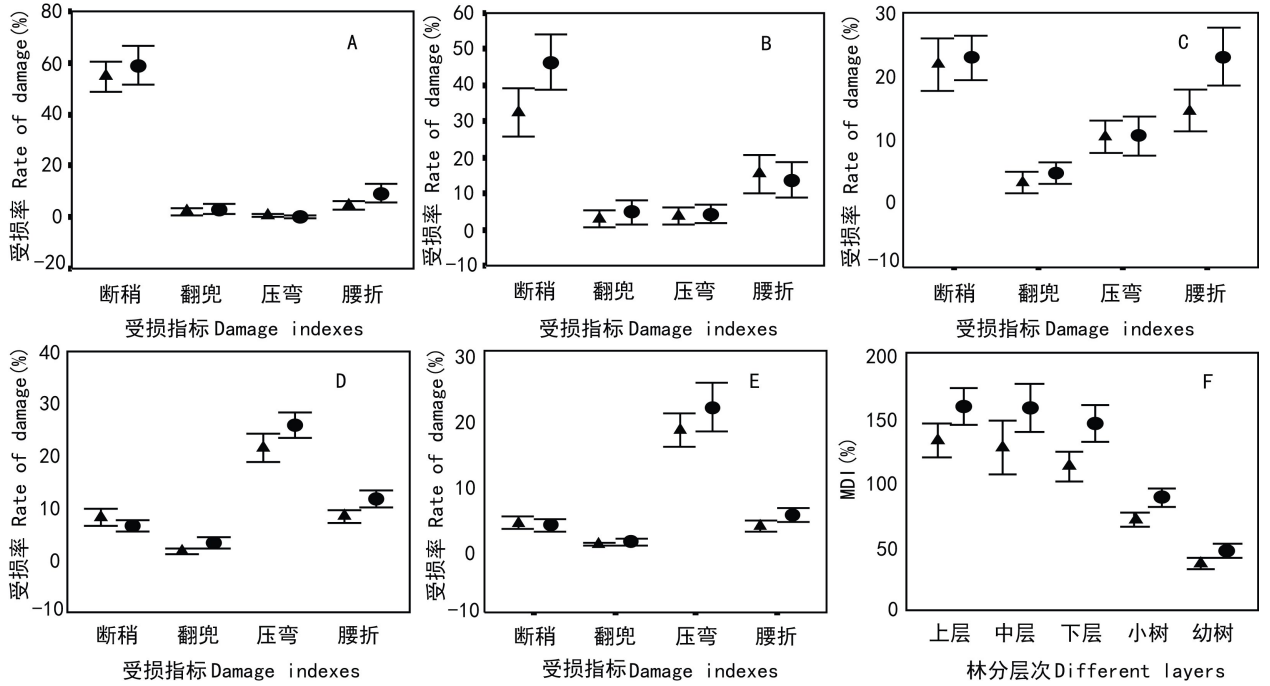 受损率 Rate of damage(%)
80
60
40
20
0
-20
A
断稍 翻兜 压弯 腰折
受损指标 Damage indexes
受损率 Rate of damage(%)
60
50
40
30
20
10
0
-10
B
断稍 翻兜 压弯 腰折
受损指标 Damage indexes
受损率 Rate of damage(%)
30
20
10
0
-10
C
断稍 翻兜 压弯 腰折
受损指标 Damage indexes
受损率 Rate of damage(%)
40
30
20
10
0
-10
D
断稍 翻兜 压弯 腰折
受损指标 Damage indexes
受损率 Rate of damage(%)
30
20
10
0
-10
E
断稍 翻兜 压弯 腰折
受损指标 Damage indexes
MDI(%)
200
150
100
50
0
F
上层 中层 下层 小树 幼树
林分层次 Different layers